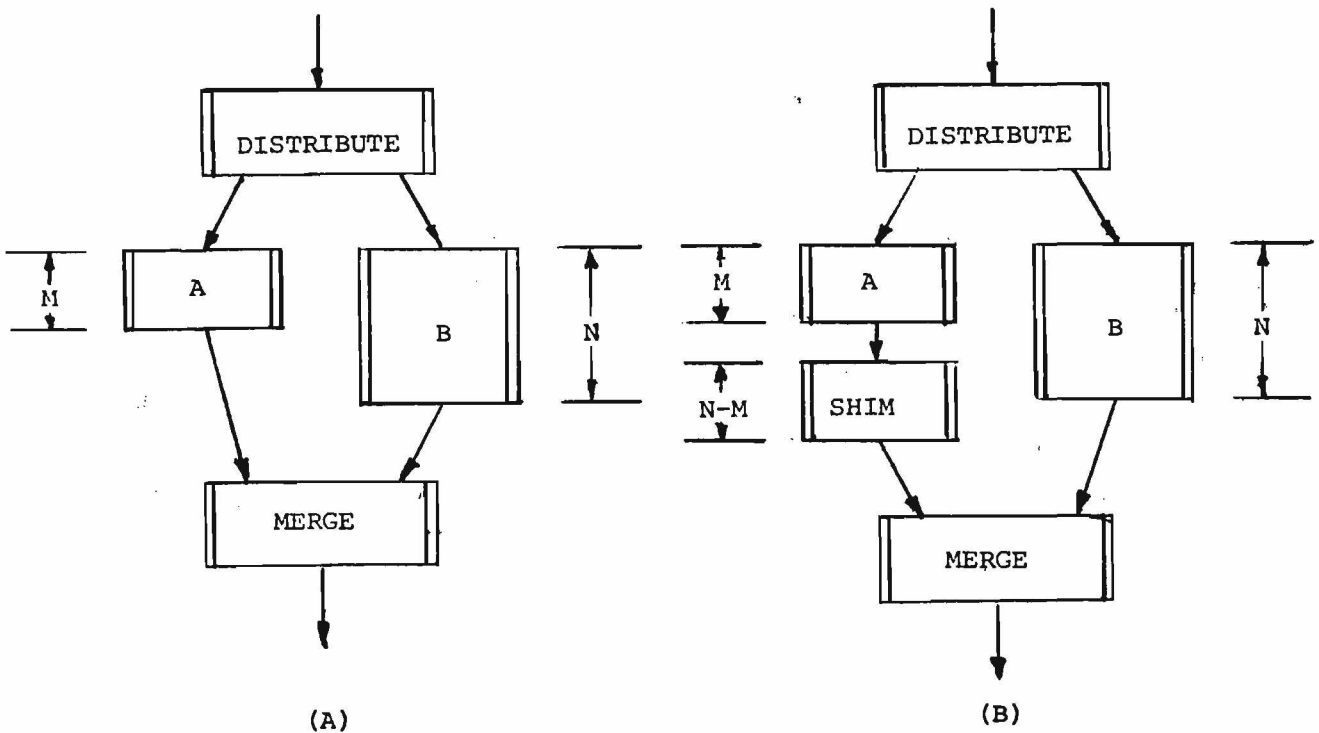 DISTRIBUTE
M
A
B
N
MERGE
(A)
DISTRIBUTE
M
A
B
N
N-M
SHIM
MERGE
(B)